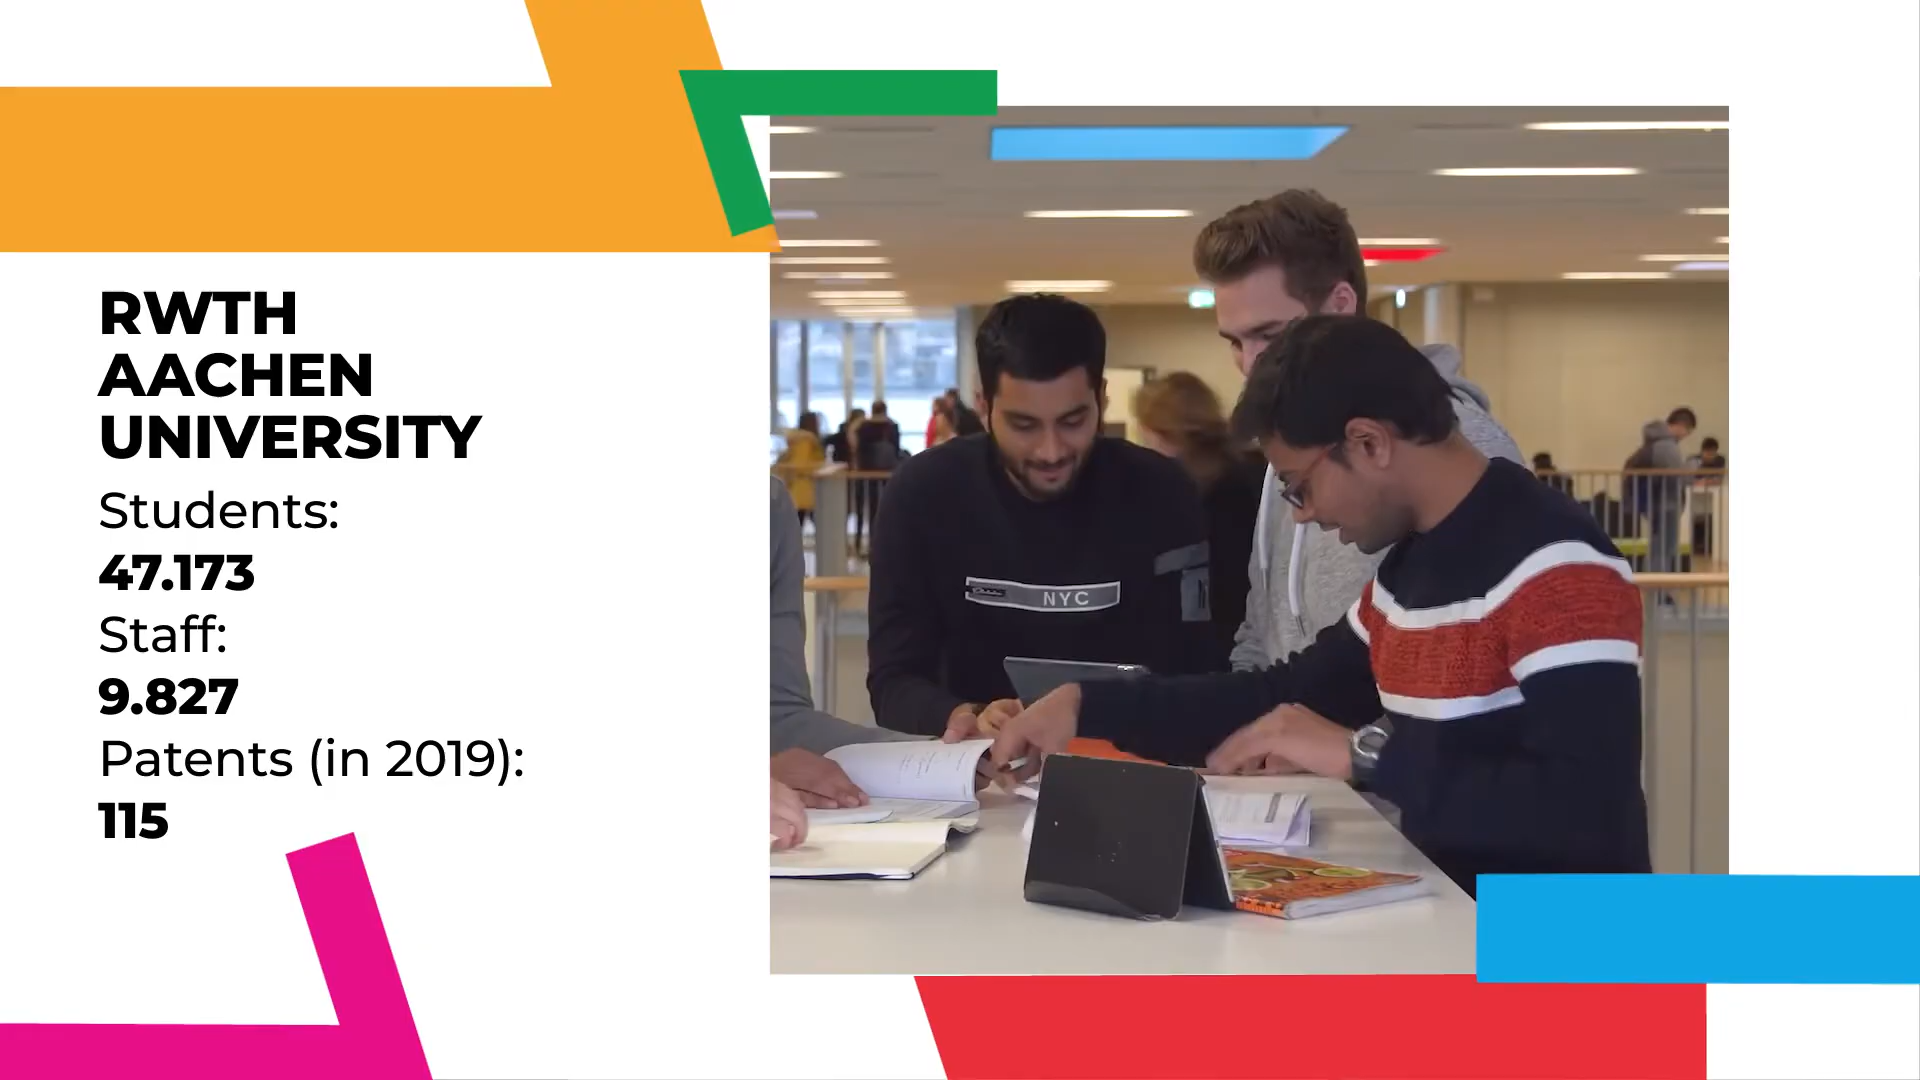 RWTH
AACHEN
UNIVERSITY
Students:
47.173
Staff:
9.827
Patents (in 2019):
115
NYC